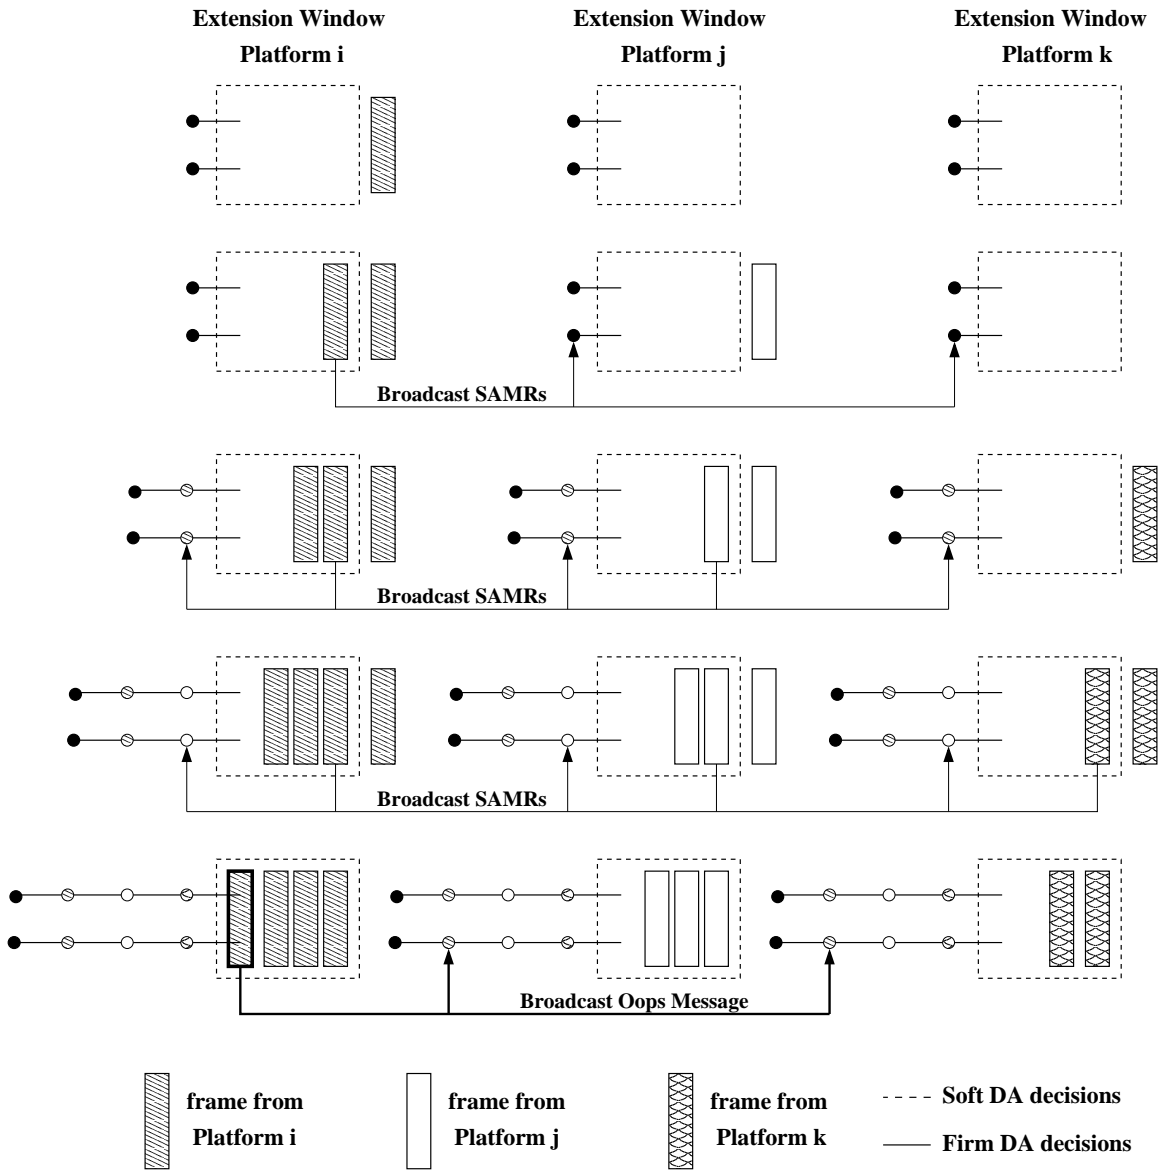 Extension Window
Platform i
Extension Window
Platform j
Extension Window
Platform k
Broadcast SAMRs
Broadcast SAMRs
Broadcast SAMRs
Broadcast Oops Message
frame from
Platform i
frame from
Platform j
frame from
Platform k
Soft DA decisions
Firm DA decisions